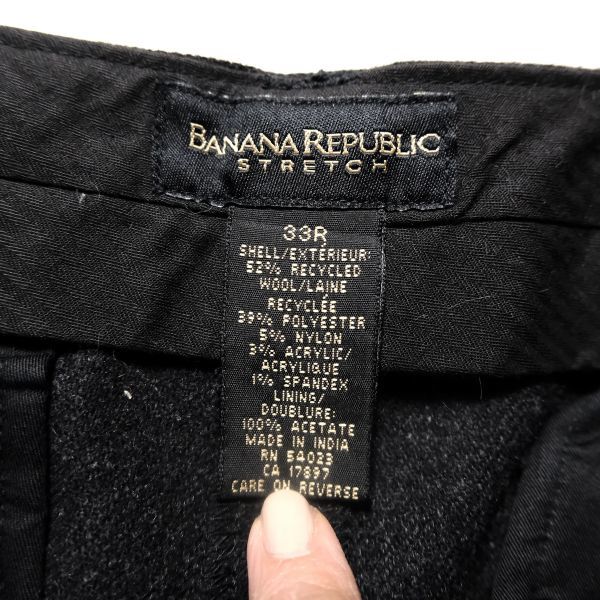 BANANA REPUBLIC
STRETCH
33R
SHELL/EXTÉRIEUR:
52% RECYCLED
WOOL/LAINE
RECYCLÉE
39% POLYESTER
5% NYLON
3% ACRYLIC/
ACRYLIQUE
1% SPANDEX
LINING/
DOUBLURE:
100% ACETATE
MADE IN INDIA
RN 54023
CA 17897
CARE ON REVERSE